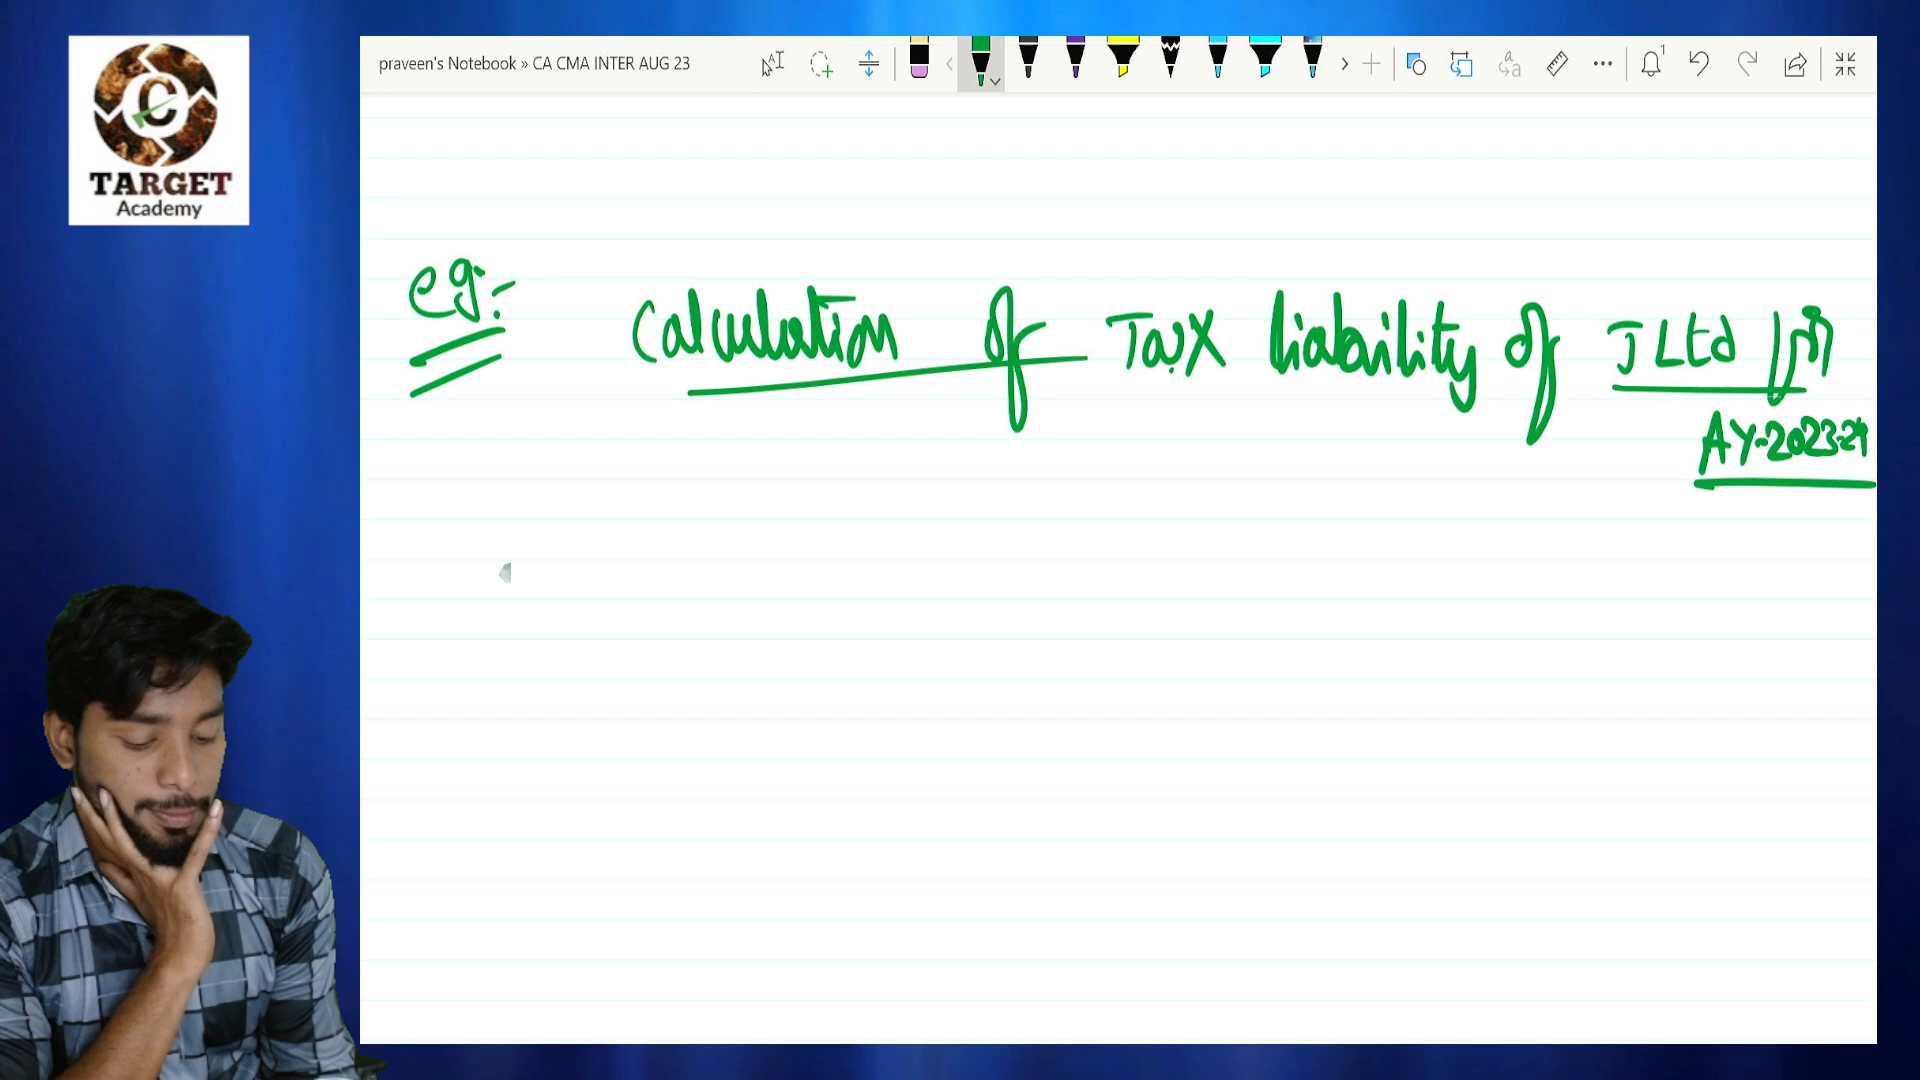 TARGET
Academy
praveen's Notebook » CA CMA INTER AUG 23
eg:-
Calculation of Tax liability of J Ltd for
AY-2023-24